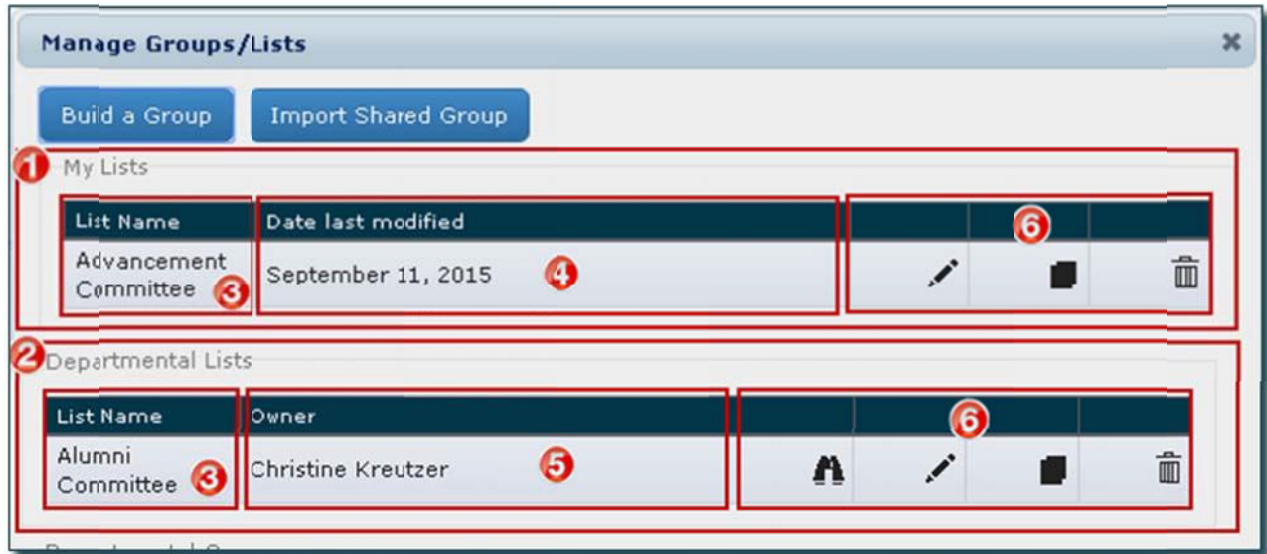 Manage Groups/Lists
Build a Group Import Shared Group
1 My Lists
List Name Date last modified 6
Advancement
Committee 3 September 11, 2015 4
2 Departmental Lists
List Name Owner 6
Alumni
Committee 3 Christine Kreutzer 5